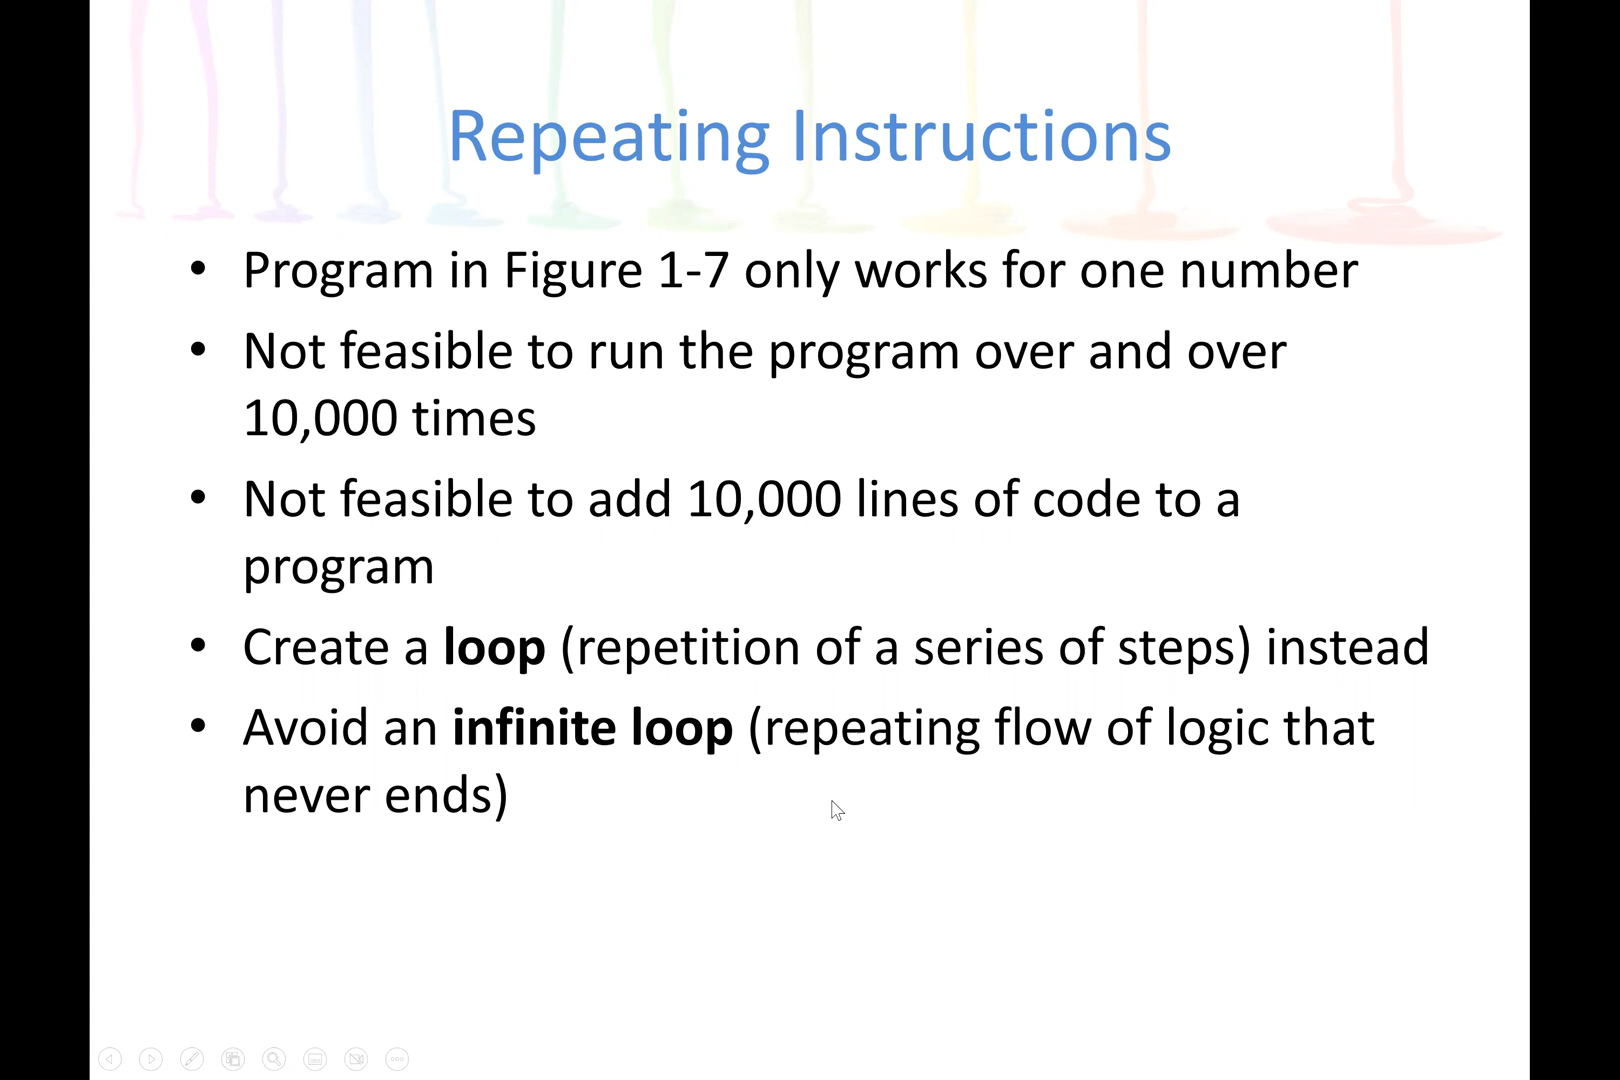 Repeating Instructions
• Program in Figure 1-7 only works for one number
• Not feasible to run the program over and over
10,000 times
• Not feasible to add 10,000 lines of code to a
program
• Create a loop (repetition of a series of steps) instead
• Avoid an infinite loop (repeating flow of logic that
never ends)